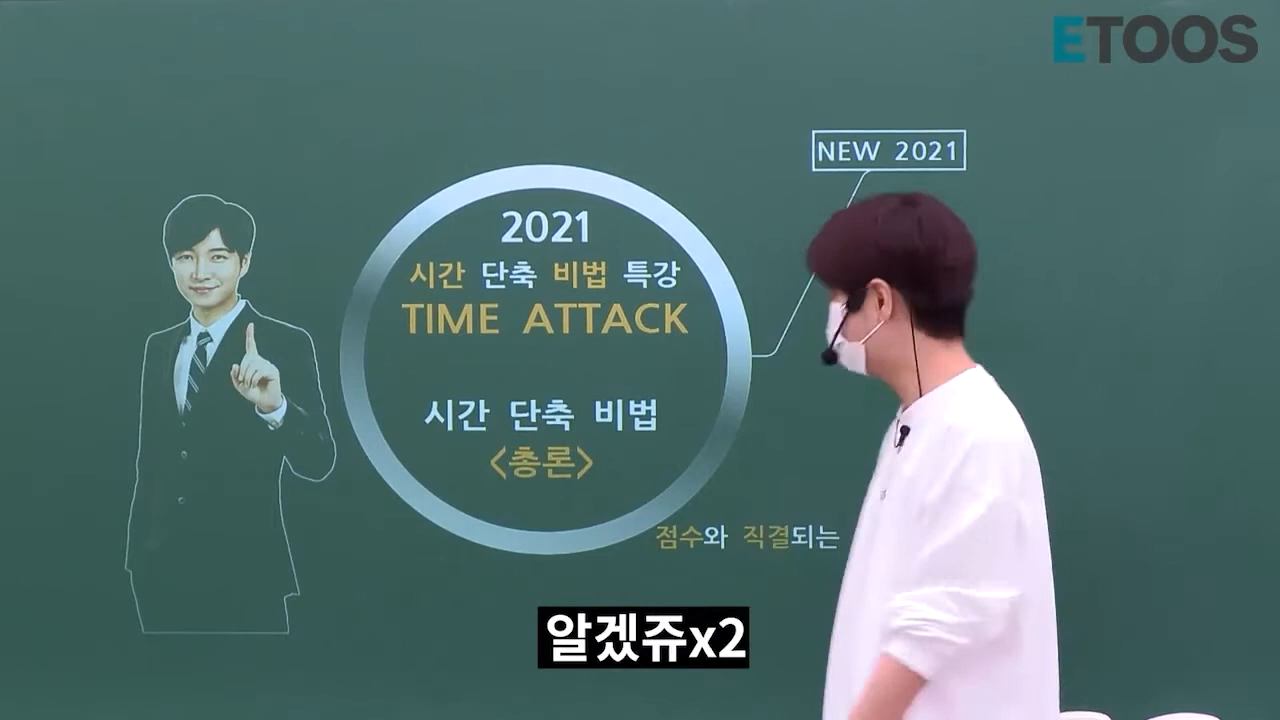 ETOOS
NEW 2021
2021
시간 단축 비법 특강
TIME ATTACK
시간 단축 비법
<총론>
점수와 직결되는
알겠쥬x2